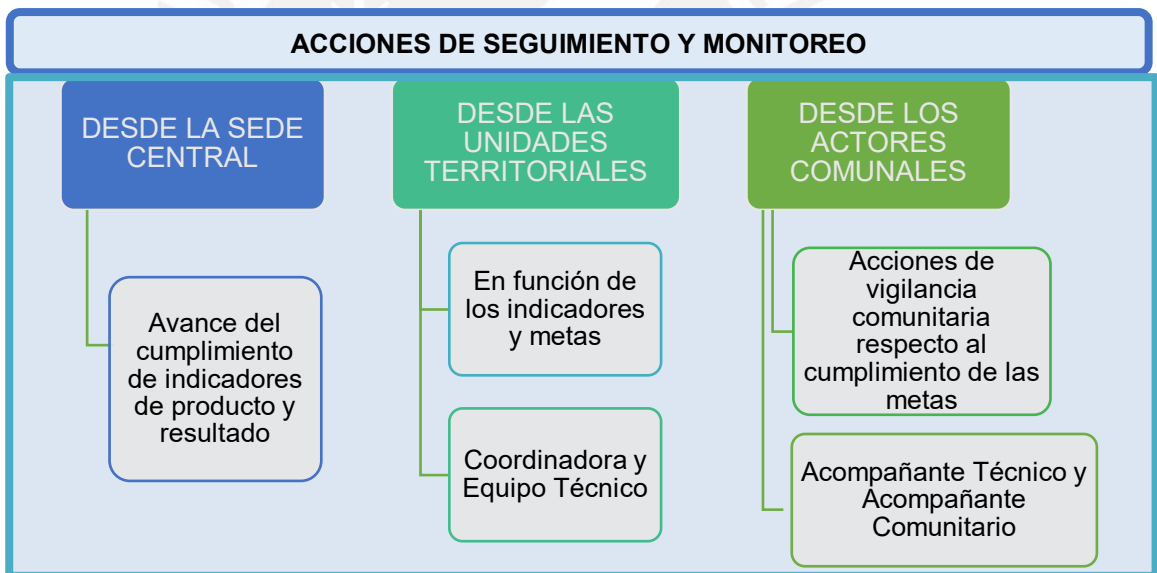 ACCIONES DE SEGUIMIENTO Y MONITOREO
DESDE LA SEDE
CENTRAL
Avance del
cumplimiento
de indicadores
de producto y
resultado
DESDE LAS
UNIDADES
TERRITORIALES
En función de
los indicadores
y metas
Coordinadora y
Equipo Técnico
DESDE LOS
ACTORES
COMUNALES
Acciones de
vigilancia
comunitaria
respecto al
cumplimiento de las
metas
Acompañante Técnico y
Acompañante
Comunitario